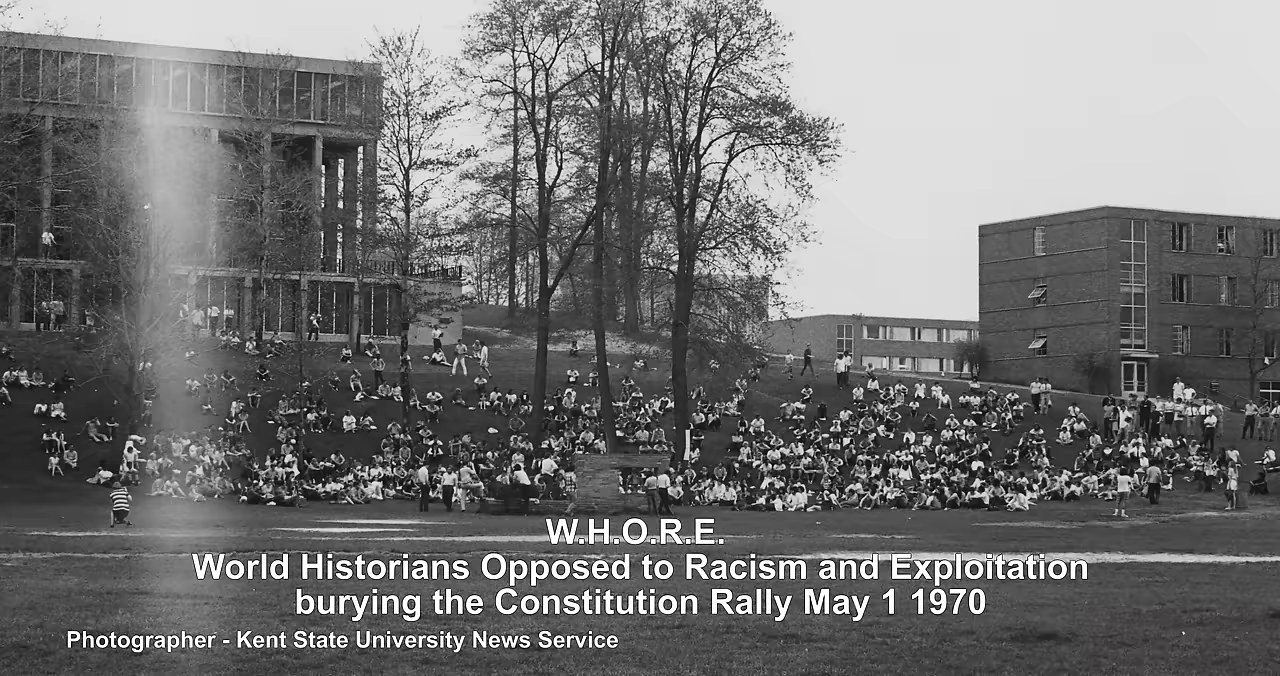 W.H.O.R.E.
World Historians Opposed to Racism and Exploitation
burying the Constitution Rally May 1 1970
Photographer - Kent State University News Service